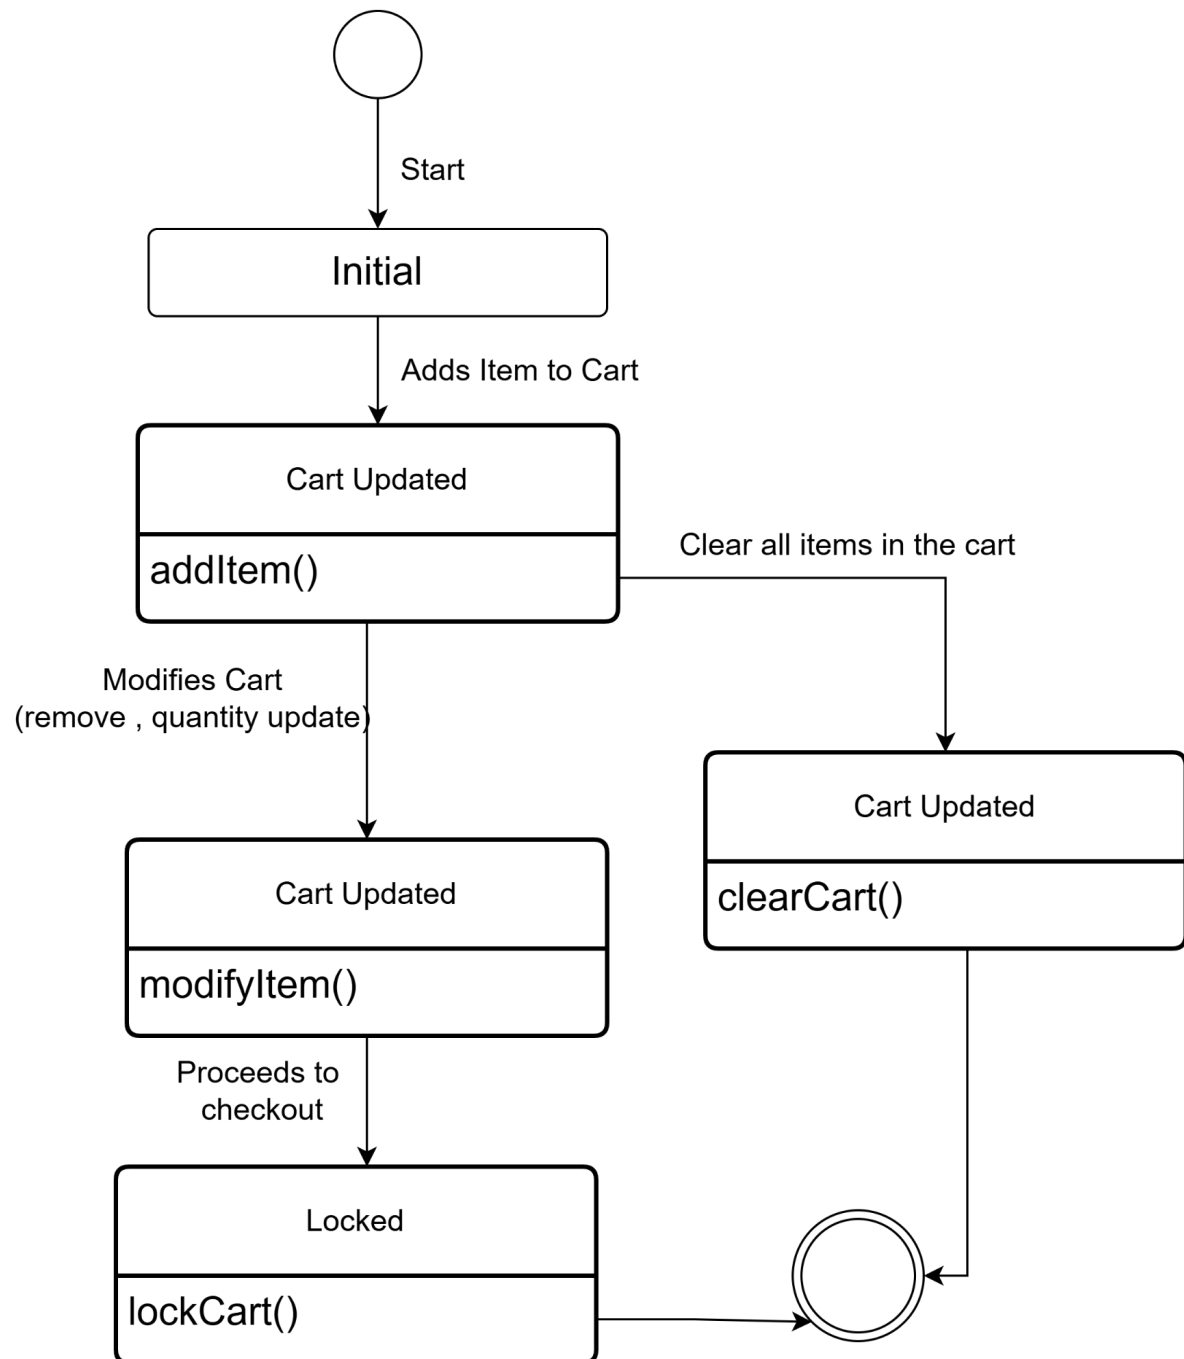 Start
Initial
Adds Item to Cart
Cart Updated
addItem()
Clear all items in the cart
Modifies Cart
(remove , quantity update)
Cart Updated
clearCart()
Cart Updated
modifyItem()
Proceeds to
checkout
Locked
lockCart()